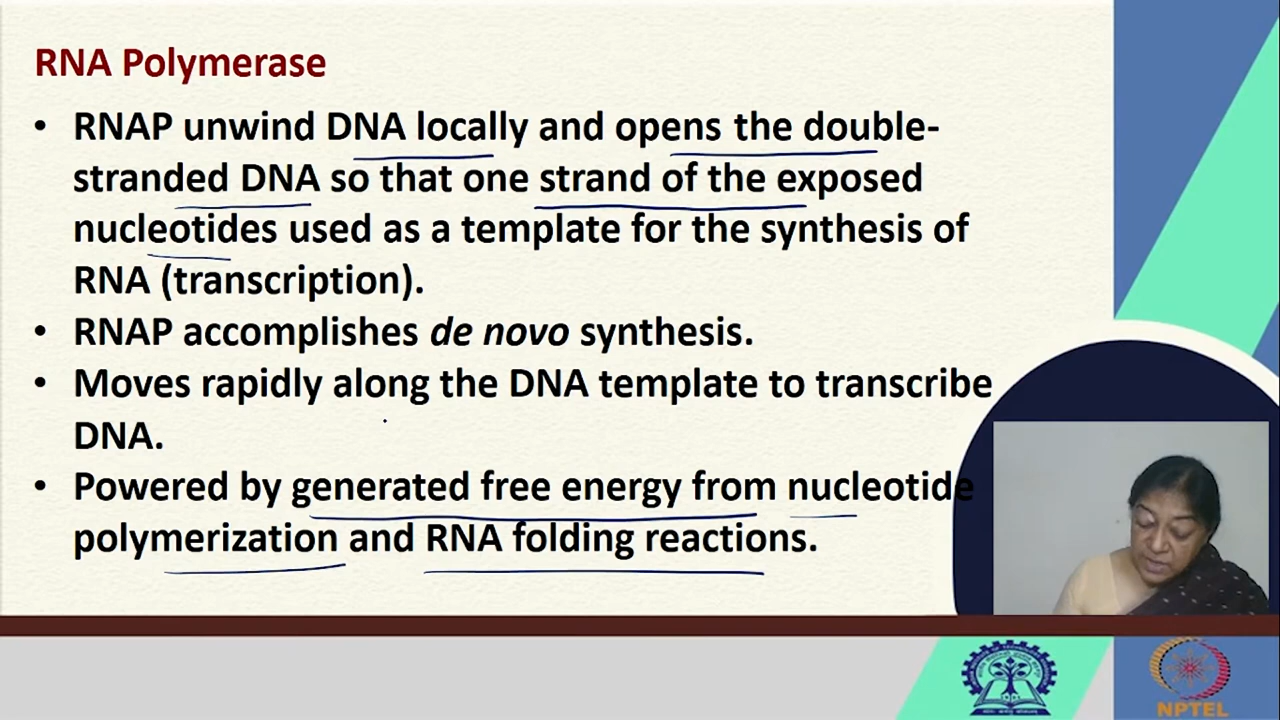 RNA Polymerase
• RNAP unwind DNA locally and opens the double-
stranded DNA so that one strand of the exposed
nucleotides used as a template for the synthesis of
RNA (transcription).
• RNAP accomplishes de novo synthesis.
• Moves rapidly along the DNA template to transcribe
DNA.
• Powered by generated free energy from nucleotide
polymerization and RNA folding reactions.
NPTEL